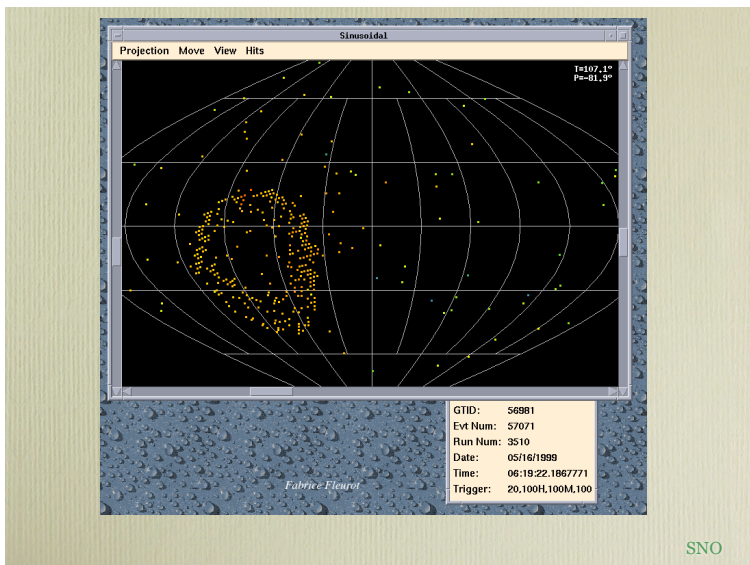 Sinusoidal
Projection Move View Hits
T=107.1°
P=-81.9°
GTID: 56981
Evt Num: 57071
Run Num: 3510
Date: 05/16/1999
Time: 06:19:22.1867771
Trigger: 20,100H,100M,100
Fabrice Fleurot
SNO